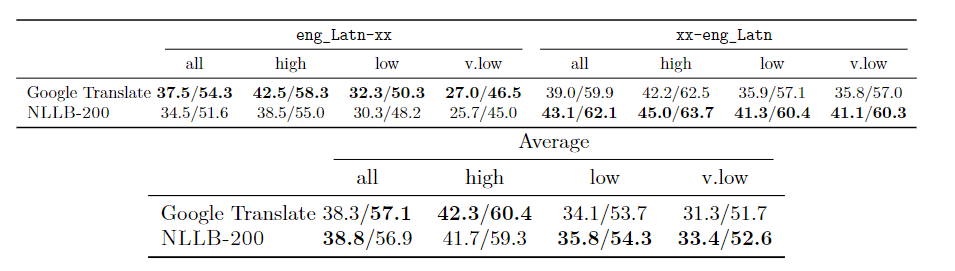 eng_Latn-xx xx-eng_Latn
all high low v.low all high low v.low
Google Translate 37.5/54.3 42.5/58.3 32.3/50.3 27.0/46.5 39.0/59.9 42.2/62.5 35.9/57.1 35.8/57.0
NLLB-200 34.5/51.6 38.5/55.0 30.3/48.2 25.7/45.0 43.1/62.1 45.0/63.7 41.3/60.4 41.1/60.3
Average
all high low v.low
Google Translate 38.3/57.1 42.3/60.4 34.1/53.7 31.3/51.7
NLLB-200 38.8/56.9 41.7/59.3 35.8/54.3 33.4/52.6